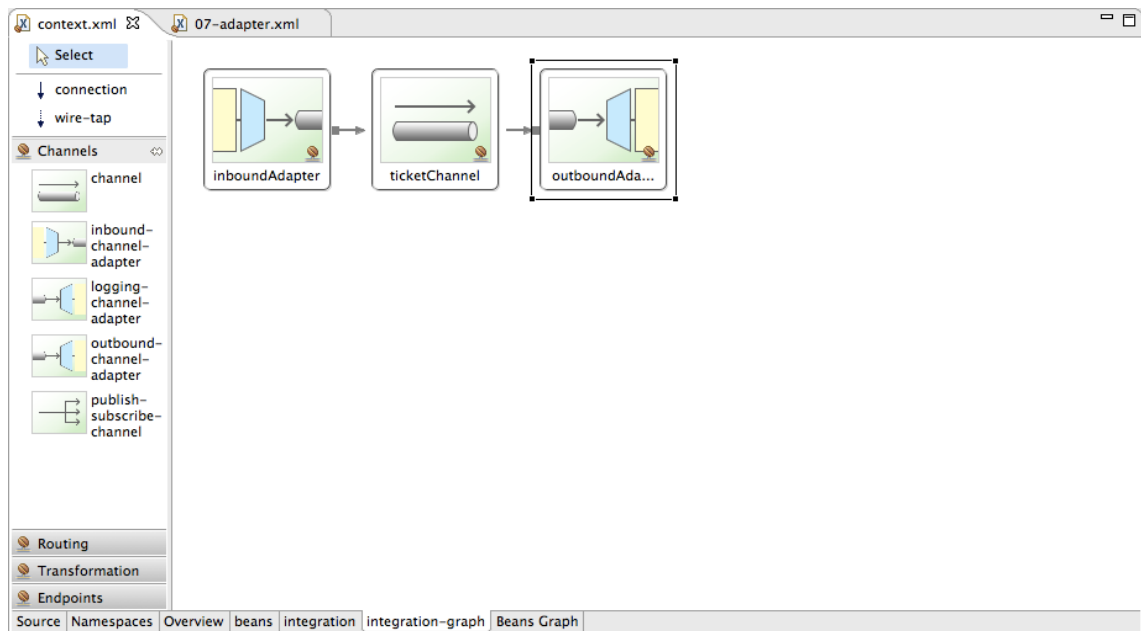 context.xml
07-adapter.xml
Select
connection
wire-tap
Channels
channel
inbound-
channel-
adapter
logging-
channel-
adapter
outbound-
channel-
adapter
publish-
subscribe-
channel
Routing
Transformation
Endpoints
inboundAdapter
ticketChannel
outboundAda...
Source
Namespaces
Overview
beans
integration
integration-graph
Beans Graph